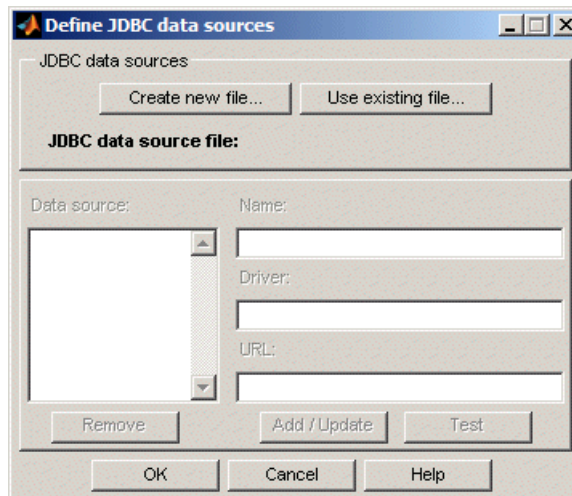 Define JDBC data sources
JDBC data sources
Create new file... Use existing file...
JDBC data source file:
Data source: Name:
Driver:
URL:
Remove Add / Update Test
OK Cancel Help